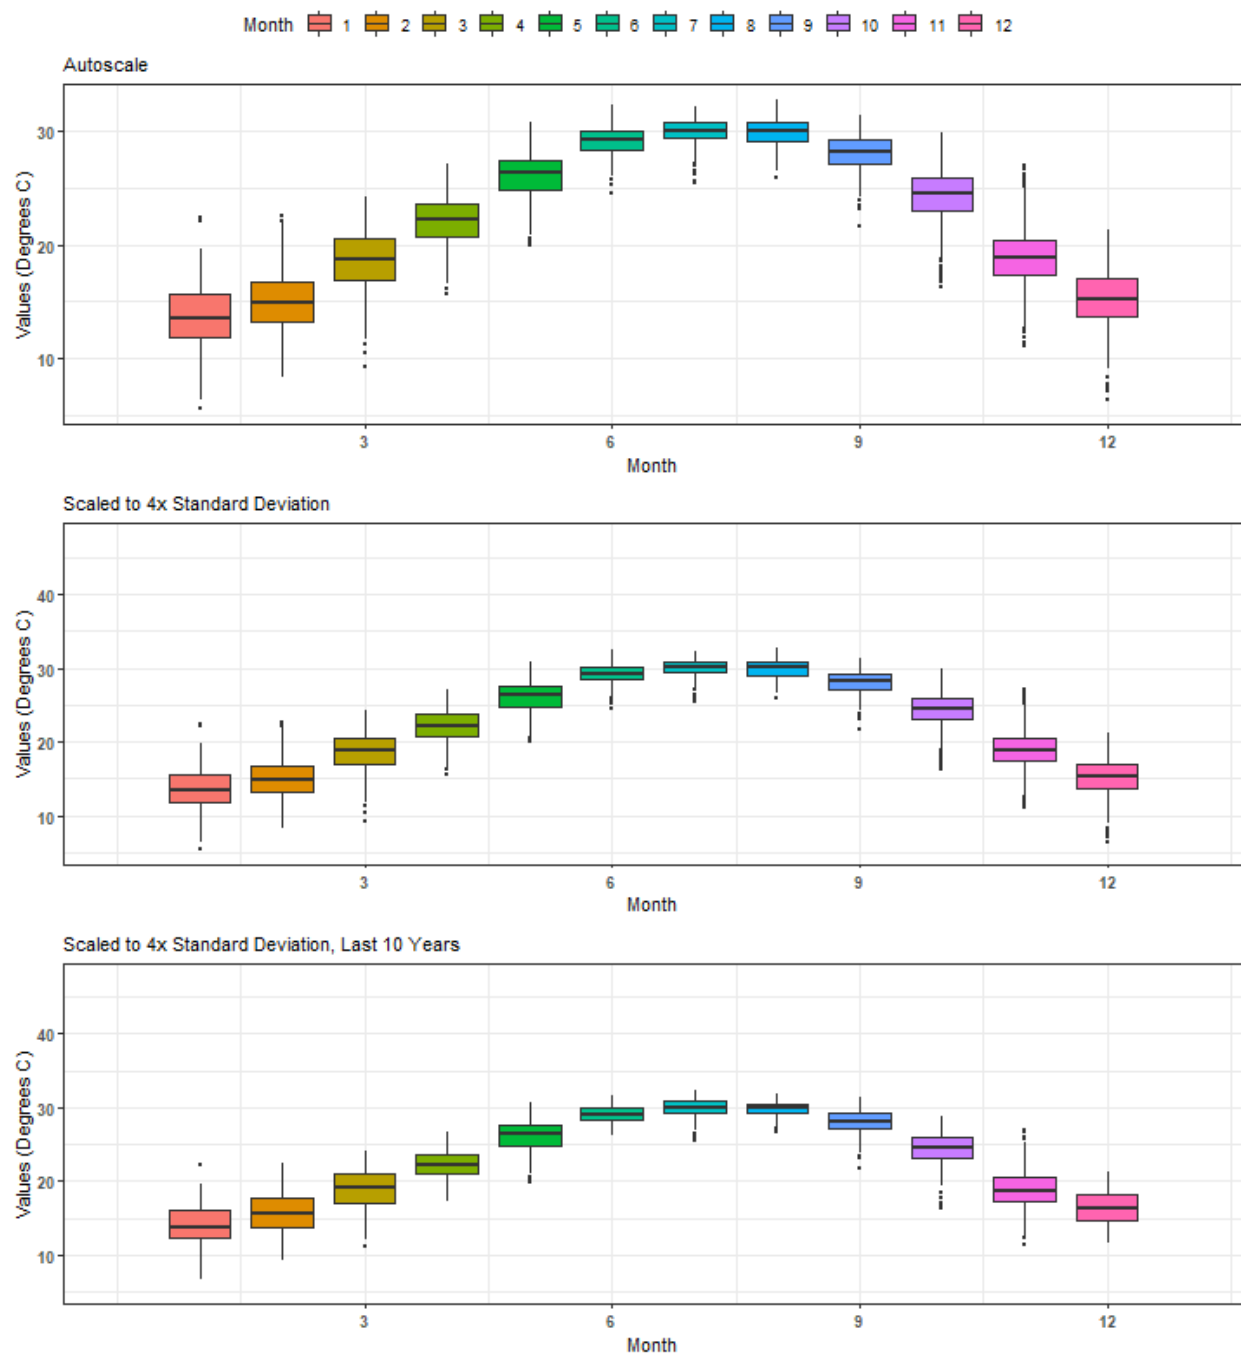 Month 1 2 3 4 5 6 7 8 9 10 11 12
Autoscale
Values (Degrees C)
30
20
10
3 6 9 12
Month
Scaled to 4x Standard Deviation
Values (Degrees C)
40
30
20
10
3 6 9 12
Month
Scaled to 4x Standard Deviation, Last 10 Years
Values (Degrees C)
40
30
20
10
3 6 9 12
Month